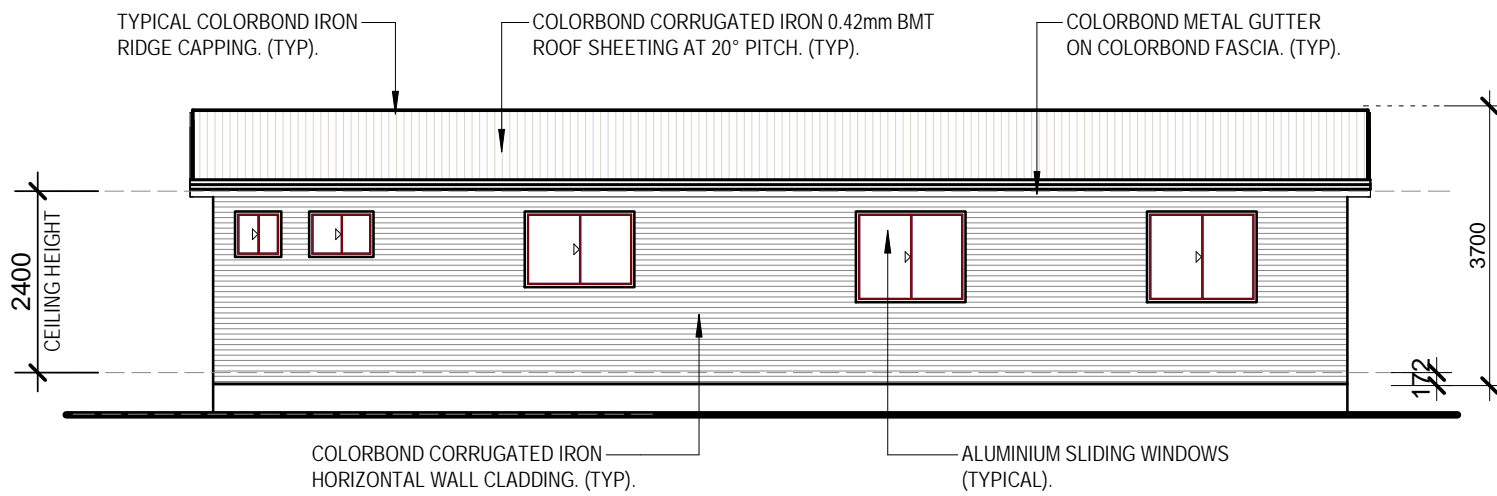 TYPICAL COLORBOND IRON
RIDGE CAPPING. (TYP).
COLORBOND CORRUGATED IRON 0.42mm BMT
ROOF SHEETING AT 20° PITCH. (TYP).
COLORBOND METAL GUTTER
ON COLORBOND FASCIA. (TYP).
2400
CEILING HEIGHT
3700
172
COLORBOND CORRUGATED IRON
HORIZONTAL WALL CLADDING. (TYP).
ALUMINIUM SLIDING WINDOWS
(TYPICAL).